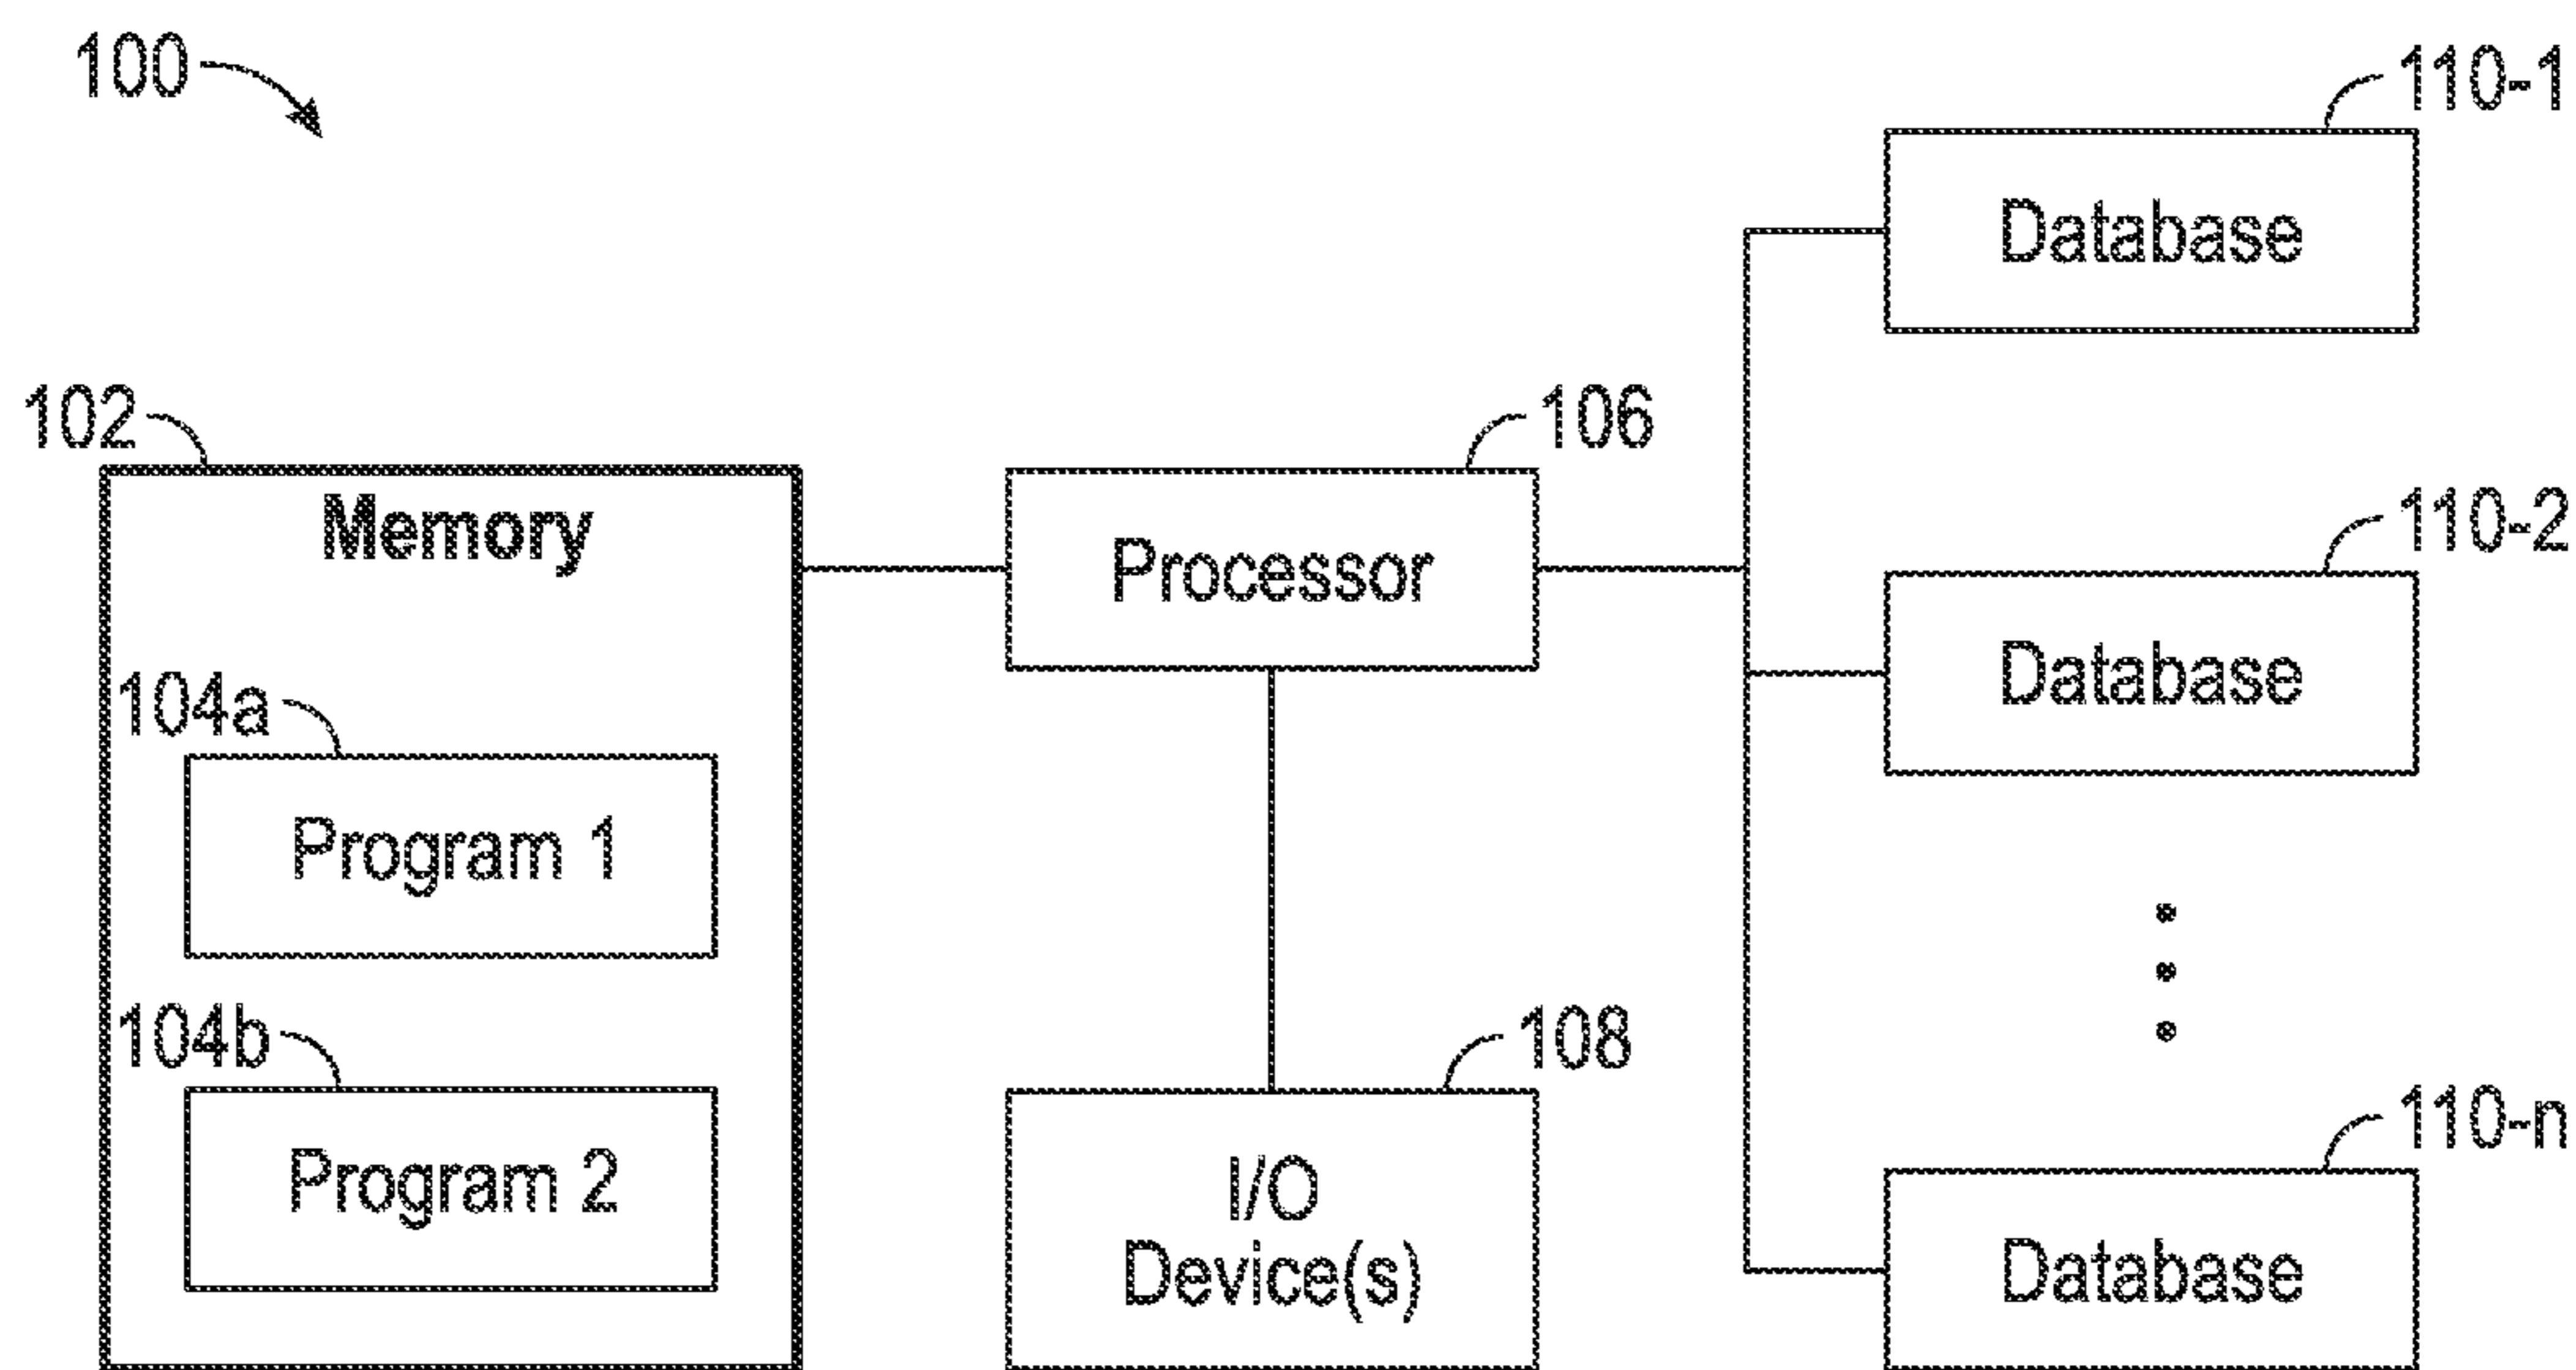 100
110-1
Database
102
106
Memory
Processor
110-2
Database
104a
Program 1
104b
Program 2
108
I/O
Device(s)
110-n
Database